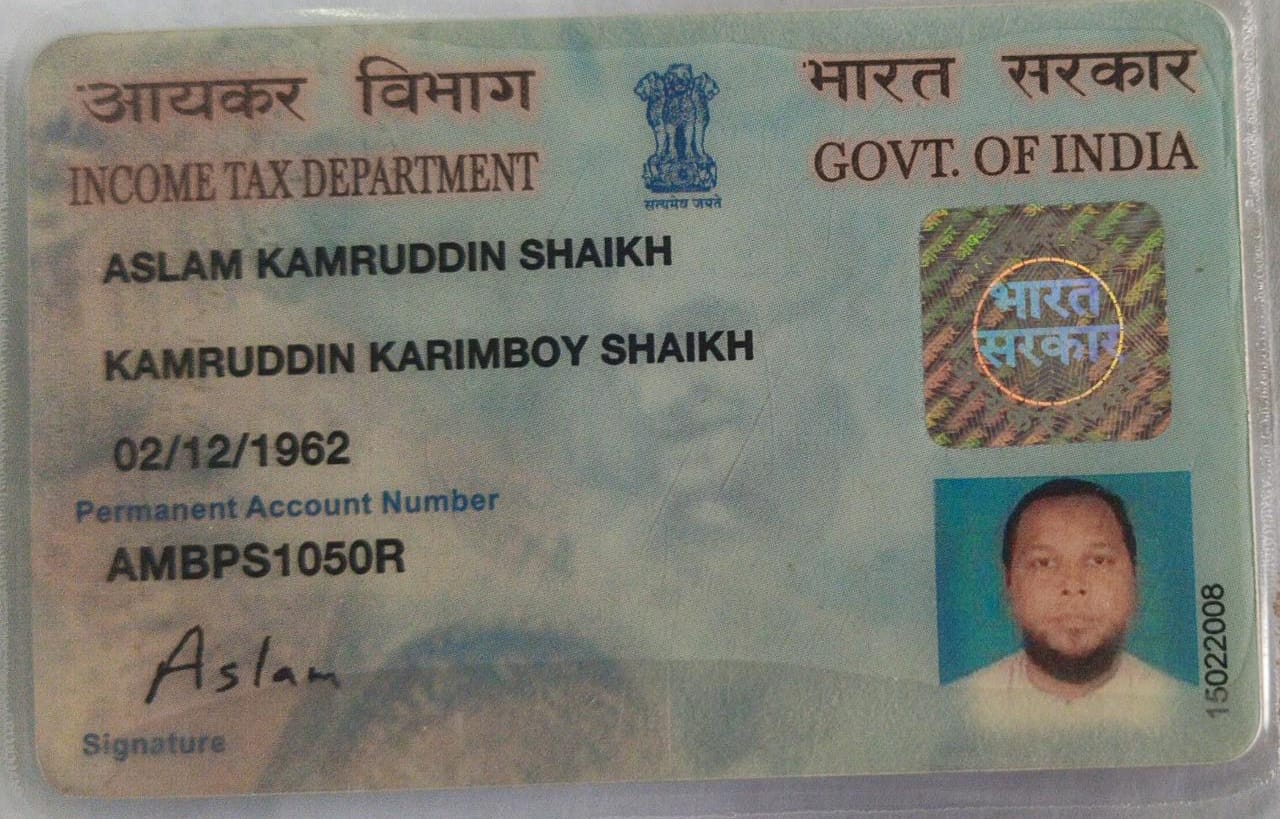 आयकर विभाग
INCOME TAX DEPARTMENT
सत्यमेव जयते
भारत सरकार
GOVT. OF INDIA
ASLAM KAMRUDDIN SHAIKH
KAMRUDDIN KARIMBOY SHAIKH
02/12/1962
Permanent Account Number
AMBPS1050R
Aslam
Signature
भारत
सरकार
15022008